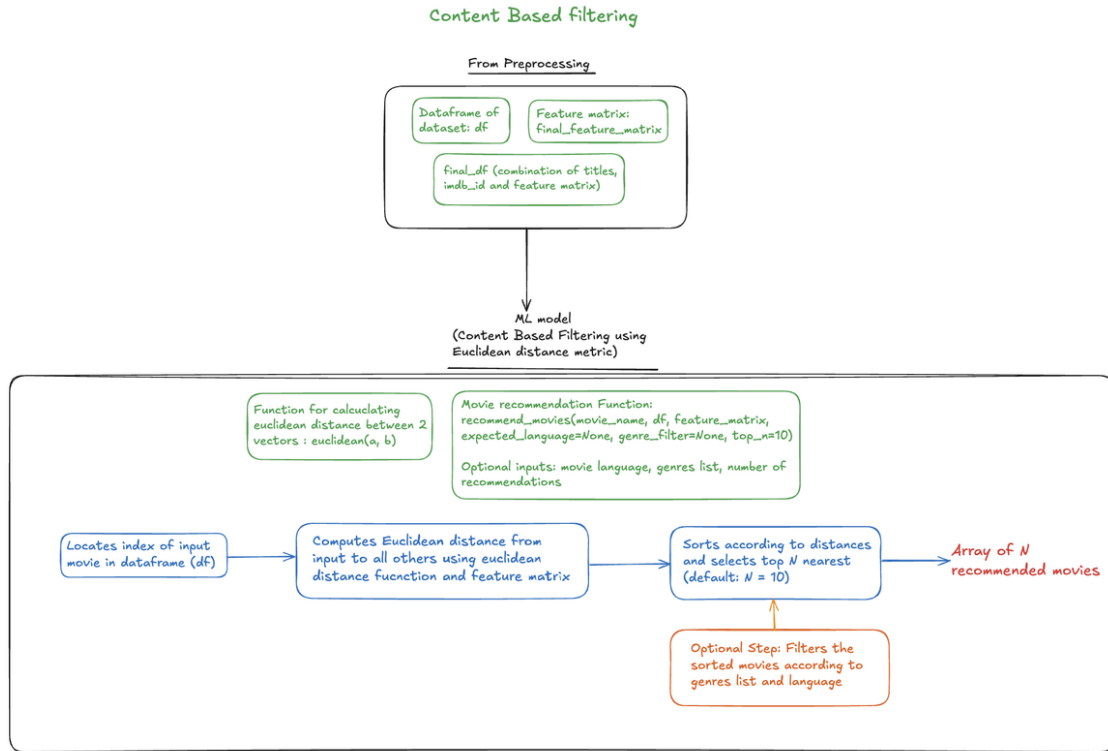 Content Based filtering
From Preprocessing
Dataframe of
dataset: df
Feature matrix:
final_feature_matrix
final_df (combination of titles,
imdb_id and feature matrix)
ML model
(Content Based Filtering using
Euclidean distance metric)
Function for calcuclating
euclidean distance between 2
vectors : euclidean(a, b)
Movie recommendation Function:
recommend_movies(movie_name, df, feature_matrix,
expected_language=None, genre_filter=None, top_n=10)
Optional inputs: movie language, genres list, number of
recommendations
Locates index of input
movie in dataframe (df)
Computes Euclidean distance from
input to all others using euclidean
distance fucnction and feature matrix
Sorts according to distances
and selects top N nearest
(default: N = 10)
Array of N
recommended movies
Optional Step: Filters the
sorted movies according to
genres list and language